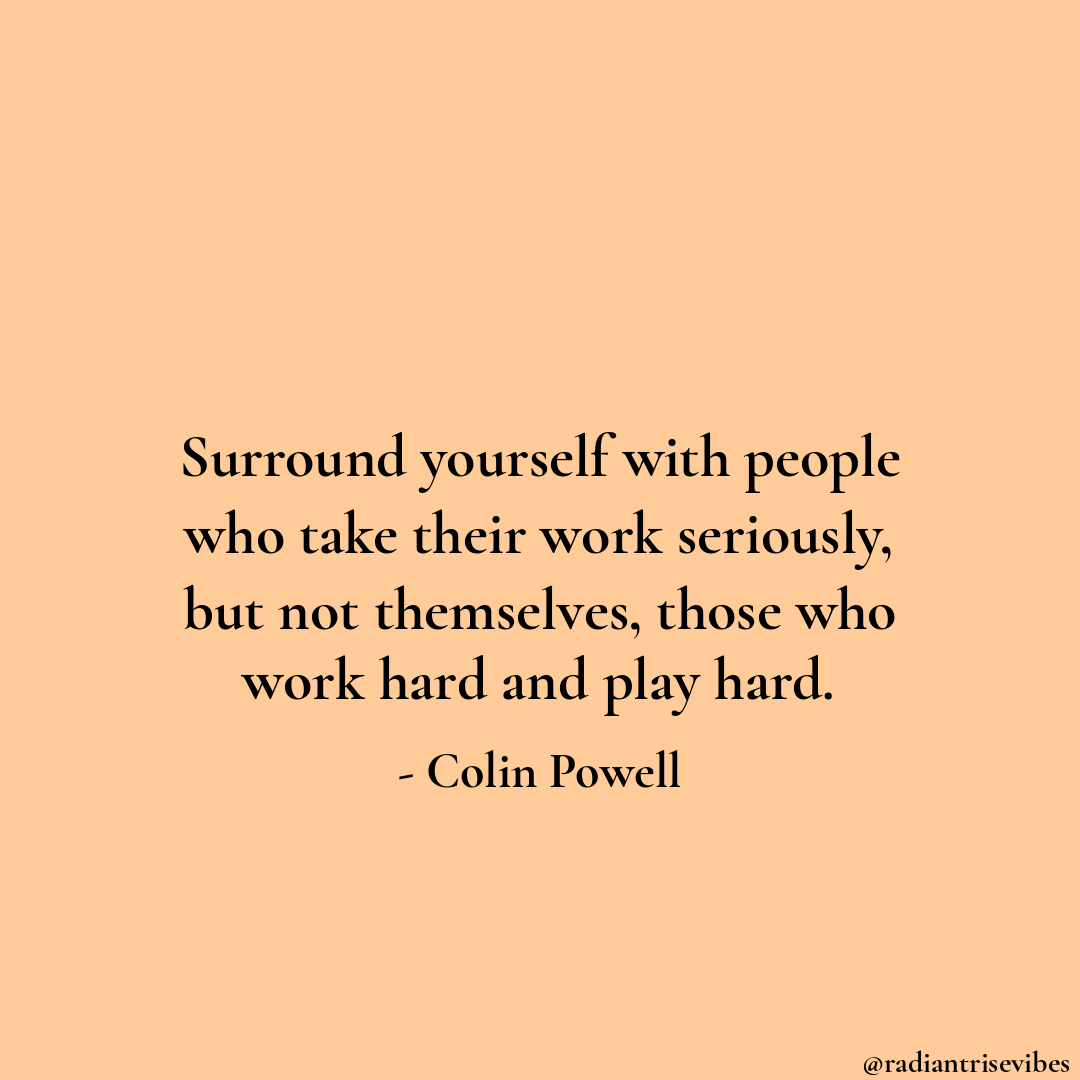 Surround yourself with people
who take their work seriously,
but not themselves, those who
work hard and play hard.
- Colin Powell
@radiantrisevibes